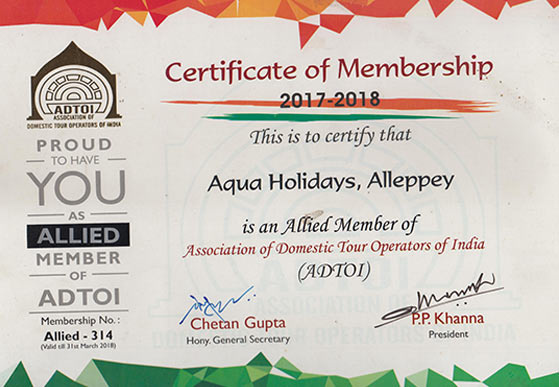 ADTOI
ASSOCIATION OF
DOMESTIC TOUR OPERATORS OF INDIA
PROUD
TO HAVE
YOU
AS
ALLIED
MEMBER
OF
ADTOI
Membership No.:
Allied - 314
(Valid till 31st March 2018)
Certificate of Membership
2017-2018
This is to certify that
Aqua Holidays, Alleppey
is an Allied Member of
Association of Domestic Tour Operators of India
(ADTOI)
Chetan Gupta
Hony. General Secretary
P.P. Khanna
President